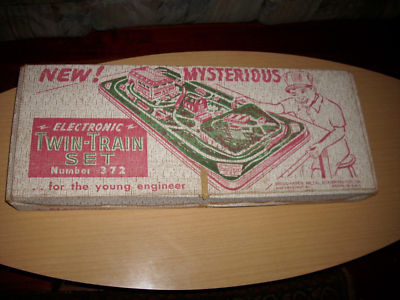 NEW! MYSTERIOUS
ELECTRONIC
TWIN-TRAIN
SET
Number 372
...for the young engineer